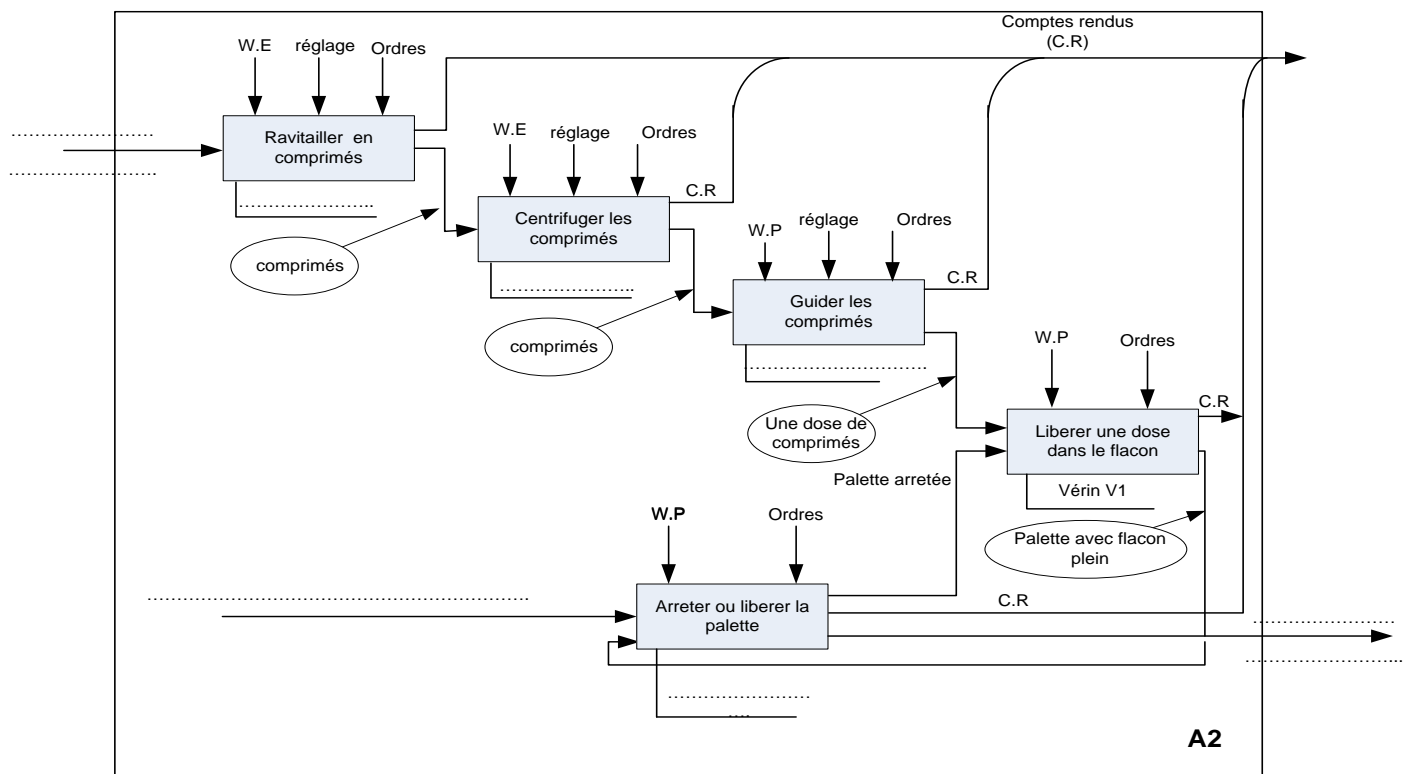 Comptes rendus
(C.R)
W.E réglage Ordres
Ravitailler en
comprimés
W.E réglage Ordres
C.R
Centrifuger les
comprimés
comprimés
W.P réglage Ordres
C.R
Guider les
comprimés
comprimés
W.P Ordres
C.R
Une dose de
comprimés
Liberer une dose
dans le flacon
Palette arretée
Vérin V1
W.P Ordres
Palette avec flacon
plein
Arreter ou liberer la
palette
C.R
A2